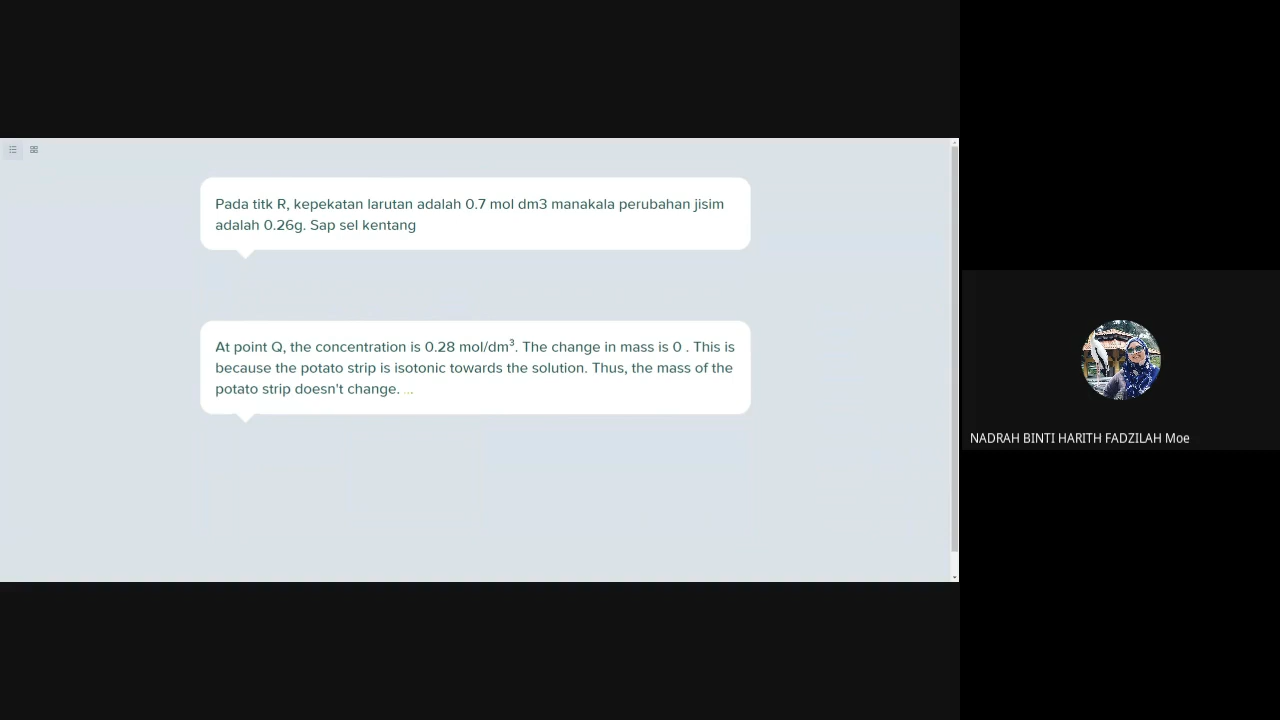 Pada titk R, kepekatan larutan adalah 0.7 mol dm3 manakala perubahan jisim
adalah 0.26g. Sap sel kentang
At point Q, the concentration is 0.28 mol/dm³. The change in mass is 0 . This is
because the potato strip is isotonic towards the solution. Thus, the mass of the
potato strip doesn't change. ...
NADRAH BINTI HARITH FADZILAH Moe